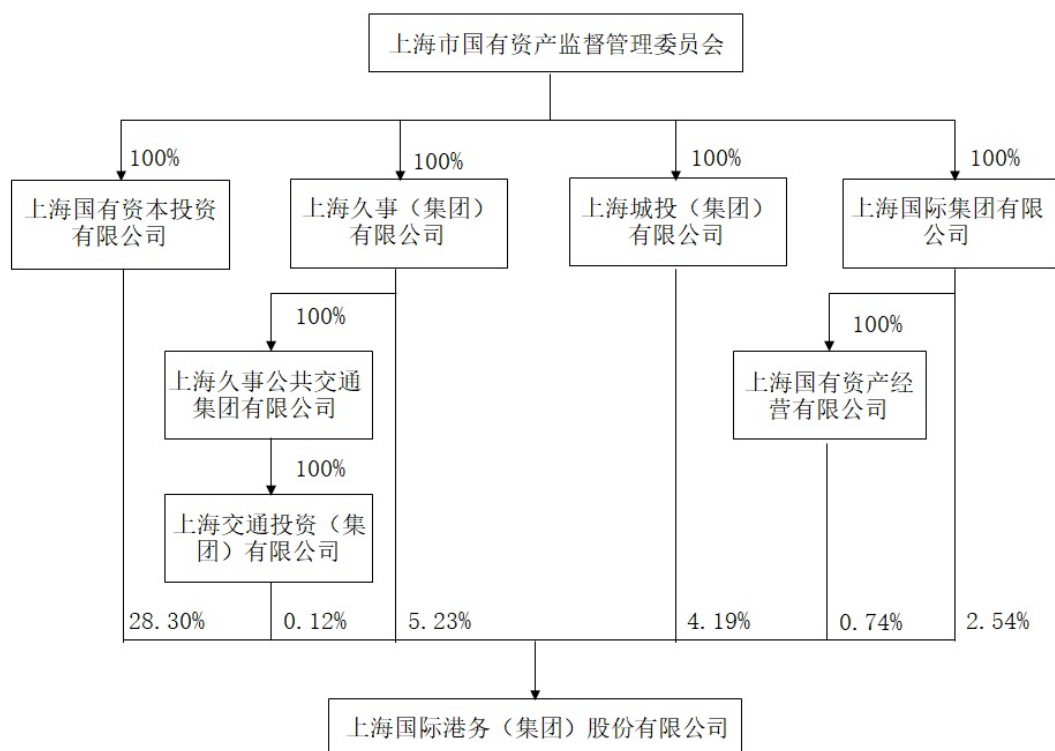 上海市国有资产监督管理委员会
100%
100%
100%
100%
上海国有资本投资
有限公司
上海久事（集团）
有限公司
上海城投（集团）
有限公司
上海国际集团有限
公司
100%
100%
上海久事公共交通
集团有限公司
上海国有资产经
营有限公司
100%
上海交通投资（集
团）有限公司
28.30%
0.12%
5.23%
4.19%
0.74%
2.54%
上海国际港务（集团）股份有限公司